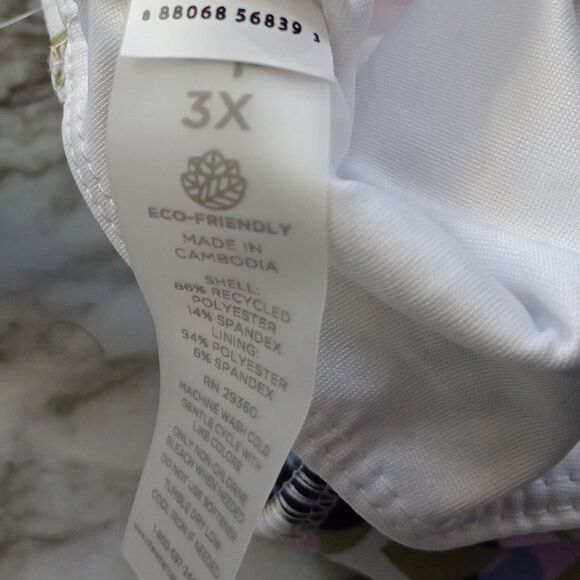 8 88068 56839 3
3X
ECO-FRIENDLY
MADE IN
CAMBODIA
SHELL:
86% RECYCLED
POLYESTER
14% SPANDEX
LINING:
94% POLYESTER
6% SPANDEX
RN 29360
MACHINE WASH COLD
GENTLE CYCLE WITH
LIKE COLORS
ONLY NON-CHLORINE
BLEACH WHEN NEEDED
DO NOT USE SOFTENER
TUMBLE DRY LOW
COOL IRON IF NEEDED